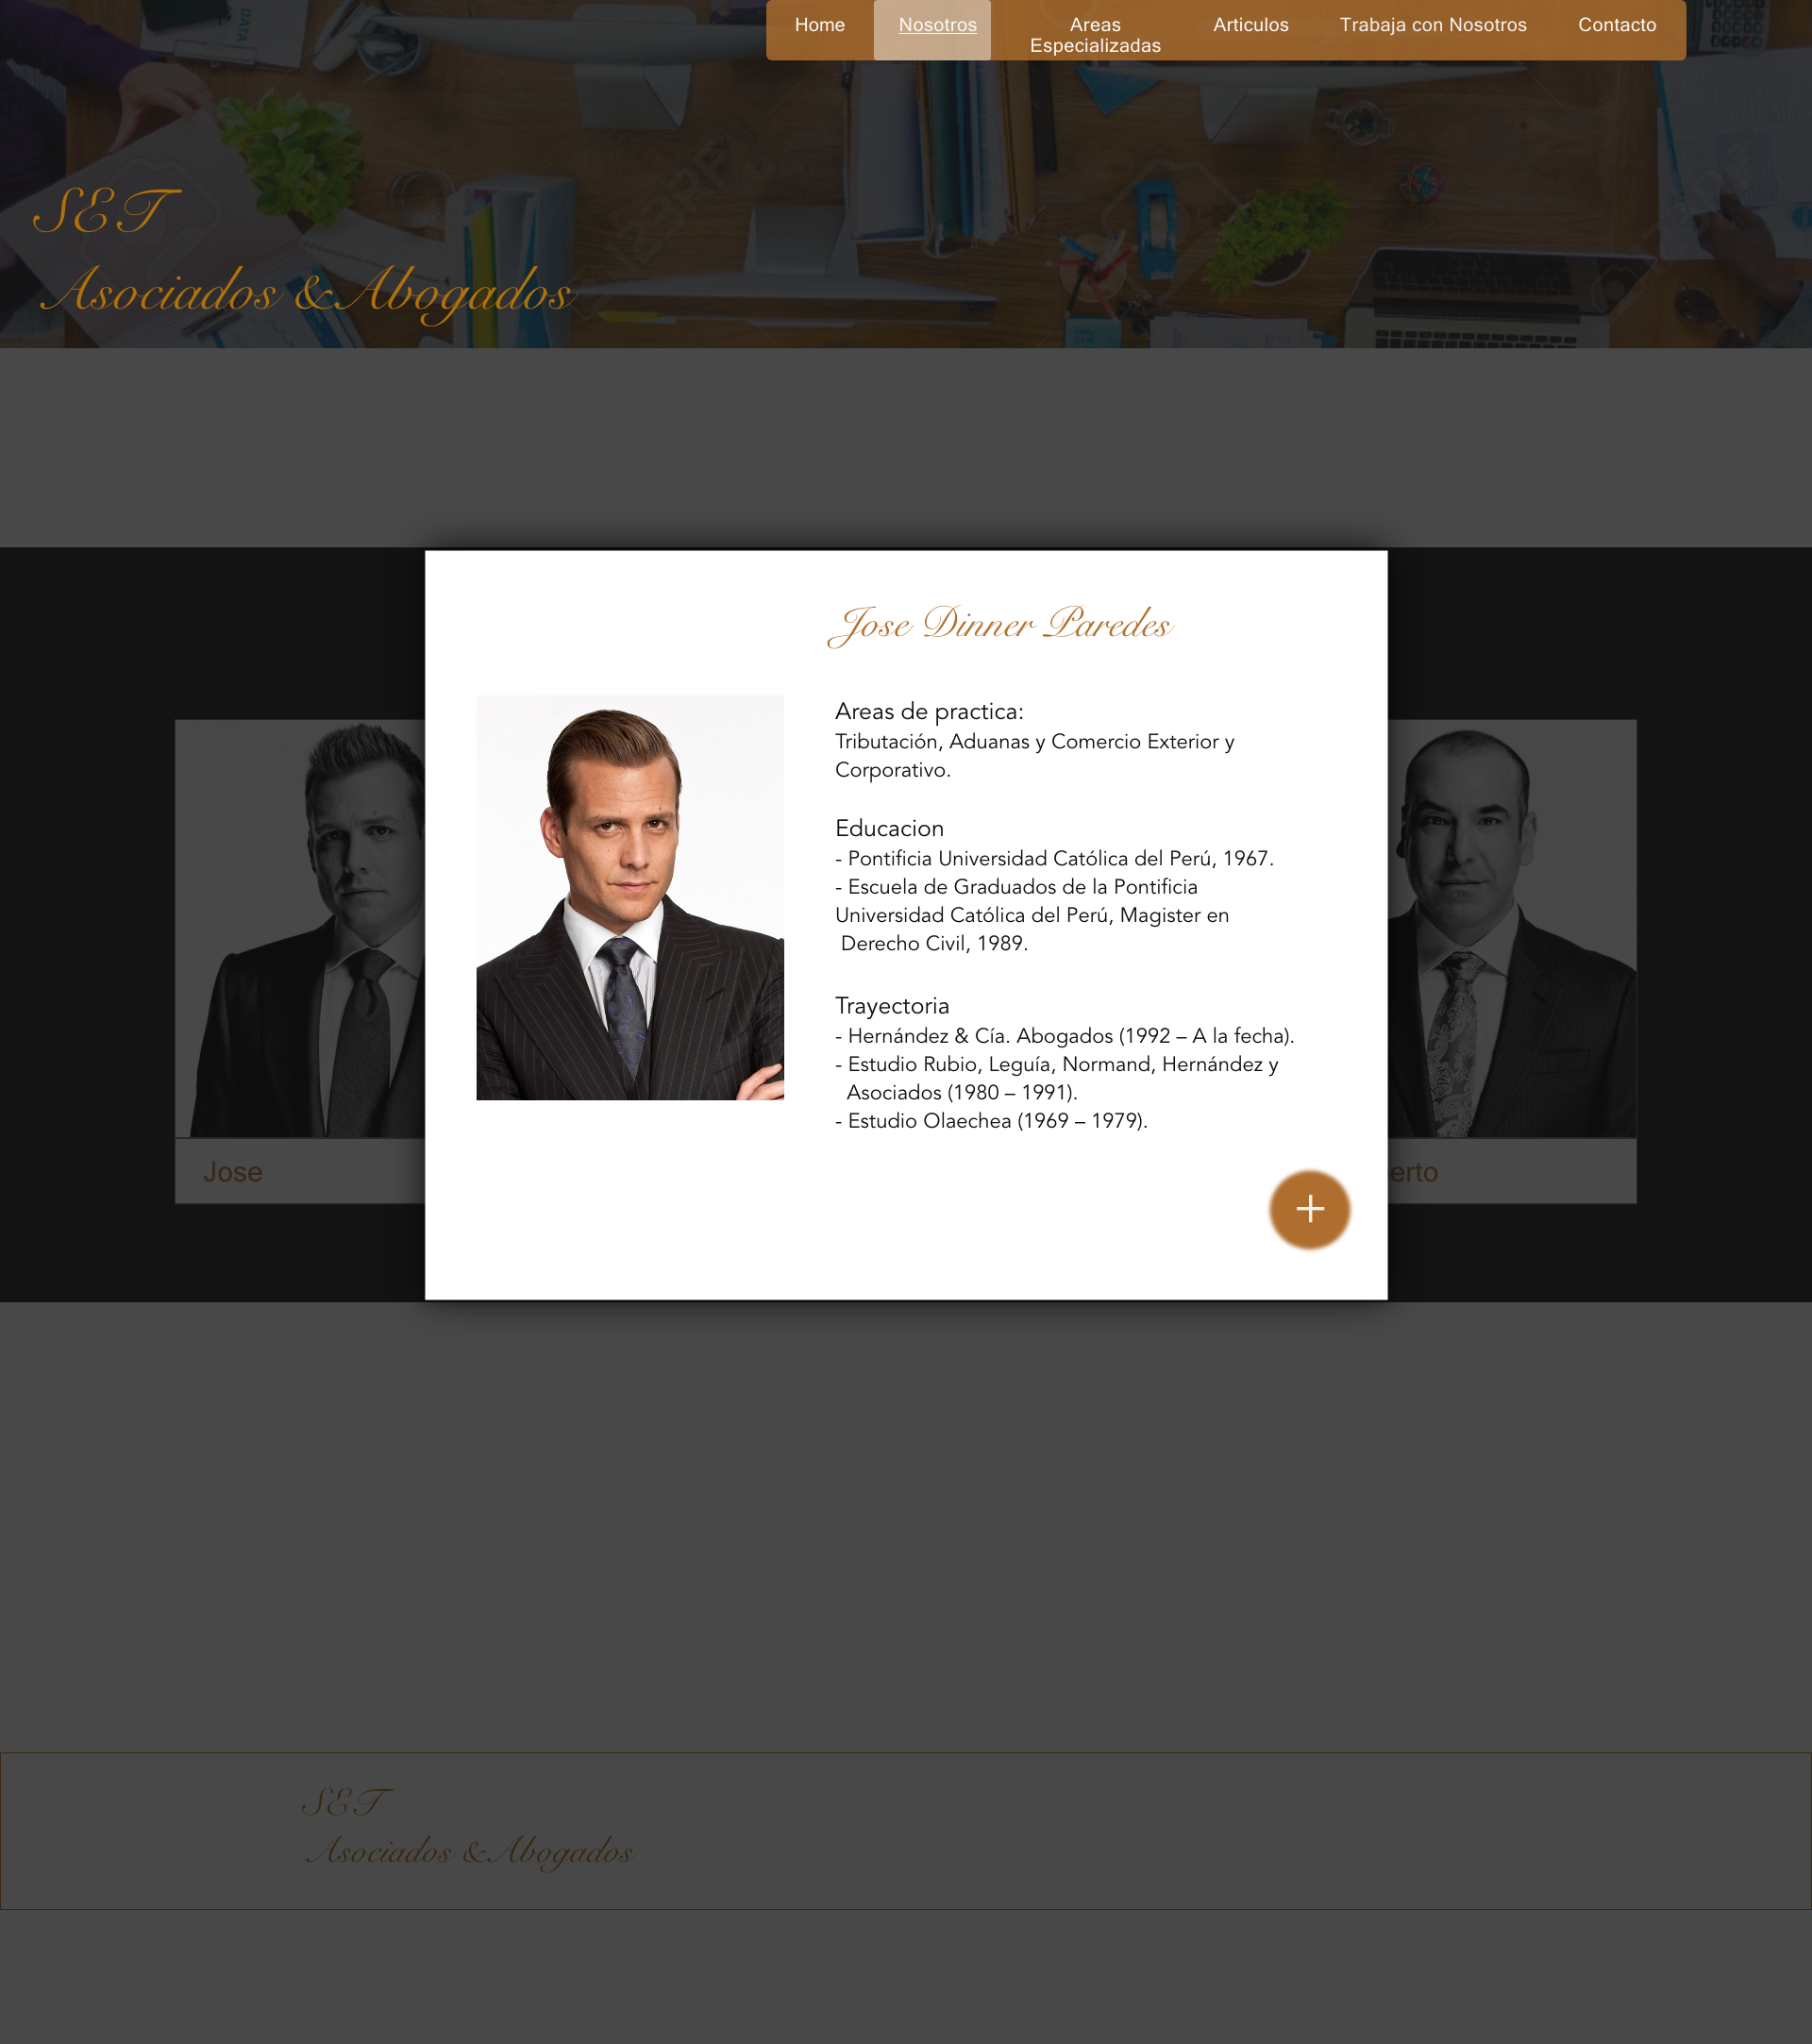 Home
Nosotros
Areas
Especializadas
Articulos
Trabaja con Nosotros
Contacto
DATA
123RF
SET
Asociados & Abogados
Jose Dinner Paredes
Areas de practica:
Tributación, Aduanas y Comercio Exterior y
Corporativo.
Educacion
- Pontificia Universidad Católica del Perú, 1967.
- Escuela de Graduados de la Pontificia
Universidad Católica del Perú, Magister en
Derecho Civil, 1989.
Trayectoria
- Hernández & Cía. Abogados (1992 – A la fecha).
- Estudio Rubio, Leguía, Normand, Hernández y
Asociados (1980 – 1991).
- Estudio Olaechea (1969 – 1979).
Jose
erto
+
SET
Asociados & Abogados